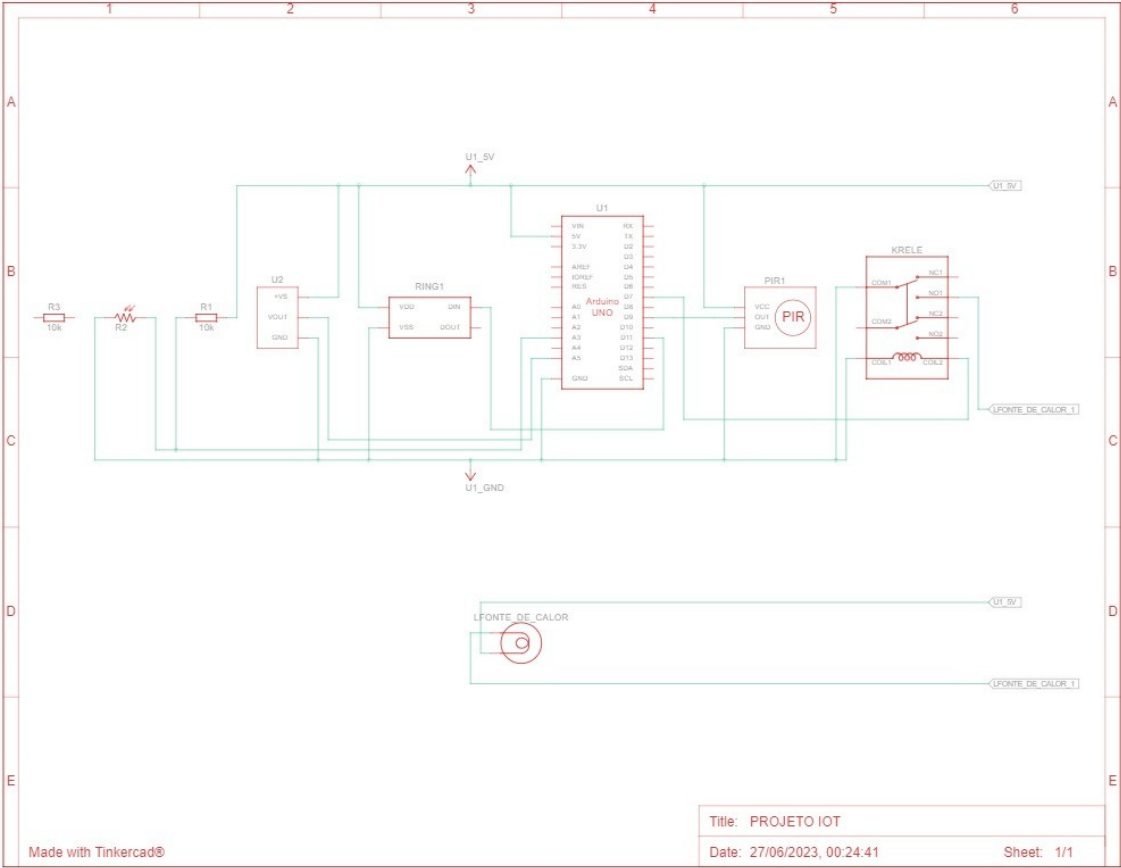 1 2 3 4 5 6
A A
U1_5V
U1_5V
U1
VIN RX
5V TX
3.3V D2
D3
AREF D4
IOREF D5
RES D6
D7
A0 D8
A1 D9
A2 D10
A3 D11
A4 D12
A5 D13
SDA
GND SCL
Arduino
UNO
B B
KRELE
COM1 NC1
NO1
COM2 NC2
NO2
COIL1 COIL2
U2
+VS
VOUT
GND
RING1
VDD DIN
VSS DOUT
PIR1
VCC
OUT
GND
PIR
R3
10k
R2
R1
10k
LFONTE_DE_CALOR_1
C C
U1_GND
U1_5V
D D
LFONTE_DE_CALOR
LFONTE_DE_CALOR_1
E E
Title: PROJETO IOT
Made with Tinkercad®
Date: 27/06/2023, 00:24:41 Sheet: 1/1